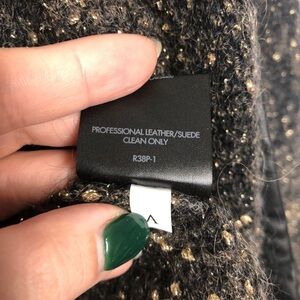 PROFESSIONAL LEATHER/SUEDE
CLEAN ONLY
R38P-1